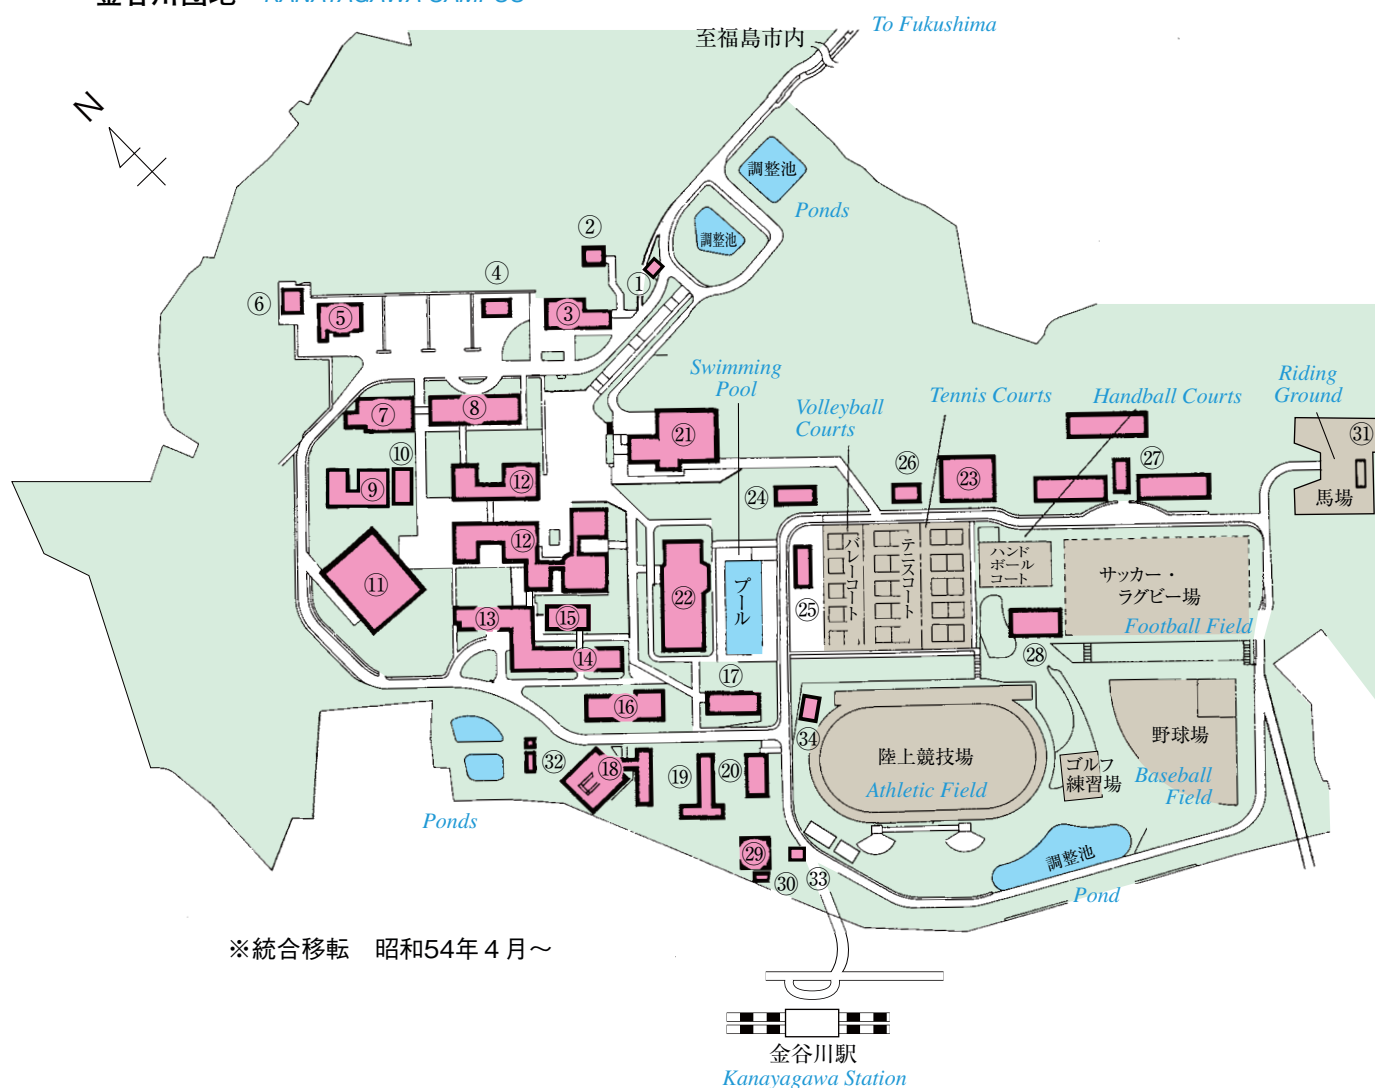 金谷川団地 KANAYAGAWA CAMPUS
To Fukushima
至福島市内
N
調整池
Ponds
調整池
②
①
④
⑥
⑤
③
Swimming
Pool
Volleyball
Courts
Tennis Courts
Handball Courts
Riding
Ground
⑦
⑧
㉑
㉛
⑩
⑨
⑫
㉔
㉖
㉓
㉗
馬場
⑫
⑪
㉒
プール
㉕
バレーコート
テニスコート
ハンド
ボール
コート
サッカー・
ラグビー場
Football Field
⑬
⑮
⑭
㉘
⑰
⑯
㉞
陸上競技場
Athletic Field
野球場
ゴルフ
練習場
Baseball
Field
㉜
⑱
⑲
⑳
Ponds
㉙
㉚
㉝
調整池
Pond
※統合移転 昭和54年4月～
金谷川駅
Kanayagawa Station